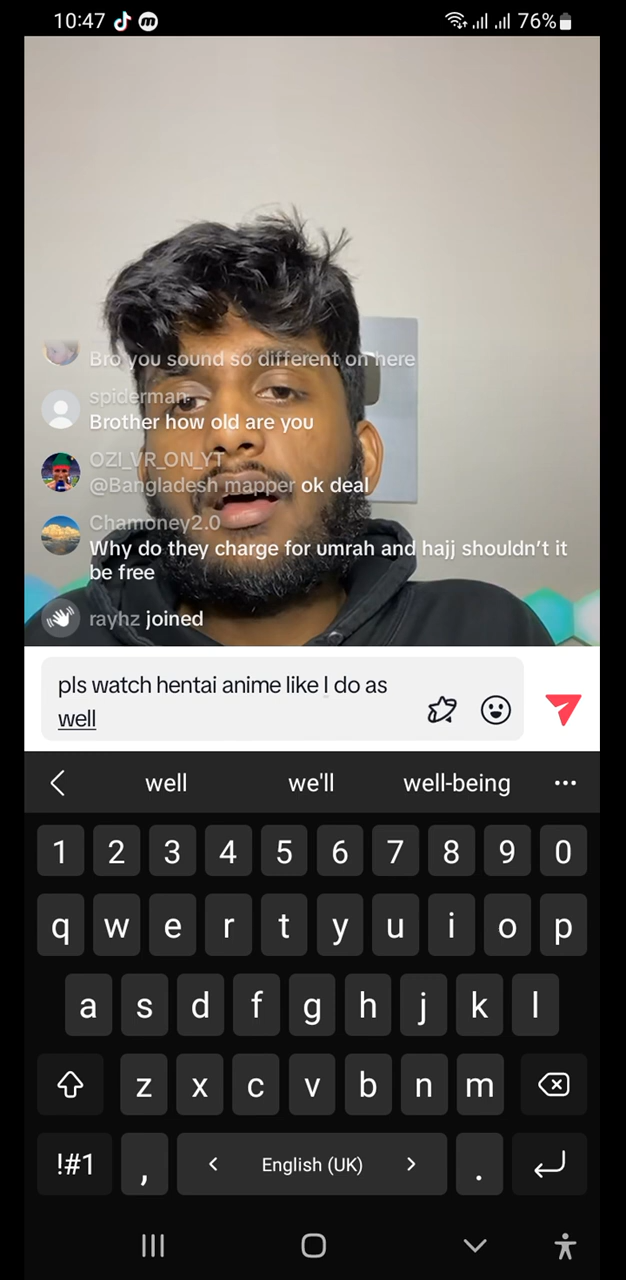 10:47
76%
Bro you sound so different on here
spiderman
Brother how old are you
OZI_VR_ON_YT
@Bangladesh mapper ok deal
Chamoney2.0
Why do they charge for umrah and hajj shouldn't it
be free
rayhz joined
pls watch hentai anime like I do as
well
well we'll well-being
1 2 3 4 5 6 7 8 9 0
q w e r t y u i o p
a s d f g h j k l
z x c v b n m
!#1 , < English (UK) > .